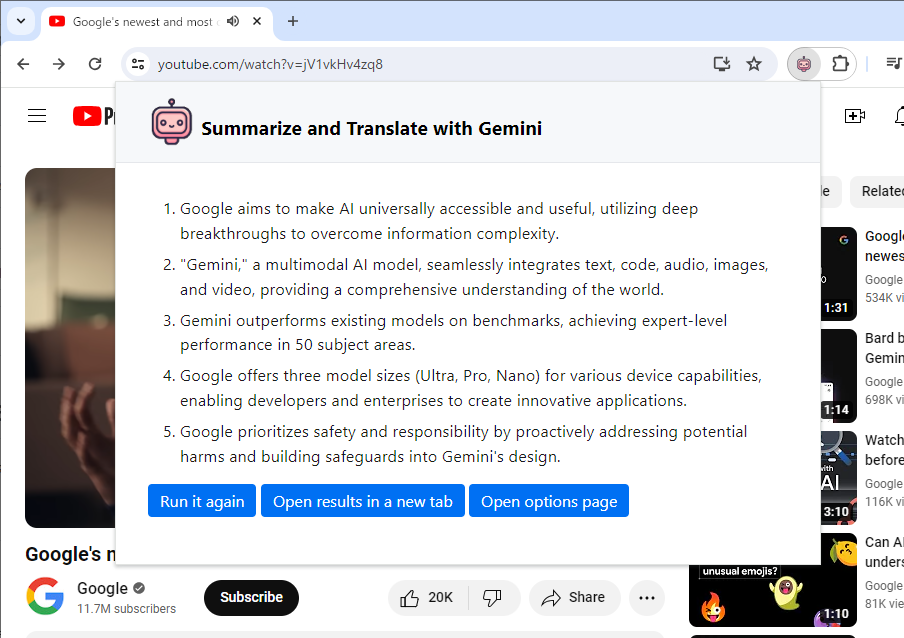 Google's newest and most
youtube.com/watch?v=jV1vkHv4zq8
Summarize and Translate with Gemini
1. Google aims to make AI universally accessible and useful, utilizing deep
breakthroughs to overcome information complexity.
2. "Gemini," a multimodal AI model, seamlessly integrates text, code, audio, images,
and video, providing a comprehensive understanding of the world.
3. Gemini outperforms existing models on benchmarks, achieving expert-level
performance in 50 subject areas.
4. Google offers three model sizes (Ultra, Pro, Nano) for various device capabilities,
enabling developers and enterprises to create innovative applications.
5. Google prioritizes safety and responsibility by proactively addressing potential
harms and building safeguards into Gemini's design.
Run it again
Open results in a new tab
Open options page
Google's n
Google
11.7M subscribers
Subscribe
20K
Share
Related
1:31
Google
newes
Google
534K vi
1:14
Bard b
Gemin
Google
698K vi
with
AI
3:10
Watch
before
Google
116K vi
unusual emojis?
1:10
Can AI
unders
Google
81K vi